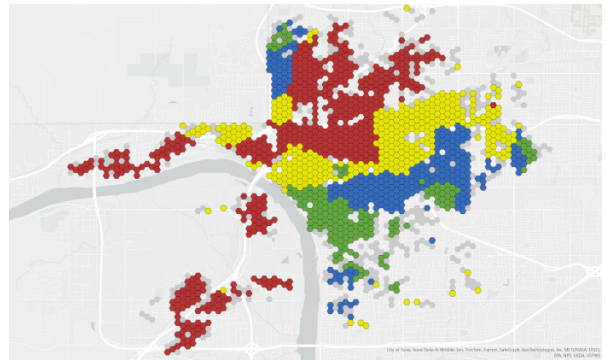 City of Tulsa, Texas Parks & Wildlife, Esri, TomTom, Garmin, SafeGraph, GeoTechnologies, Inc, METI/NASA, USGS,
EPA, NPS, USDA, USFWS